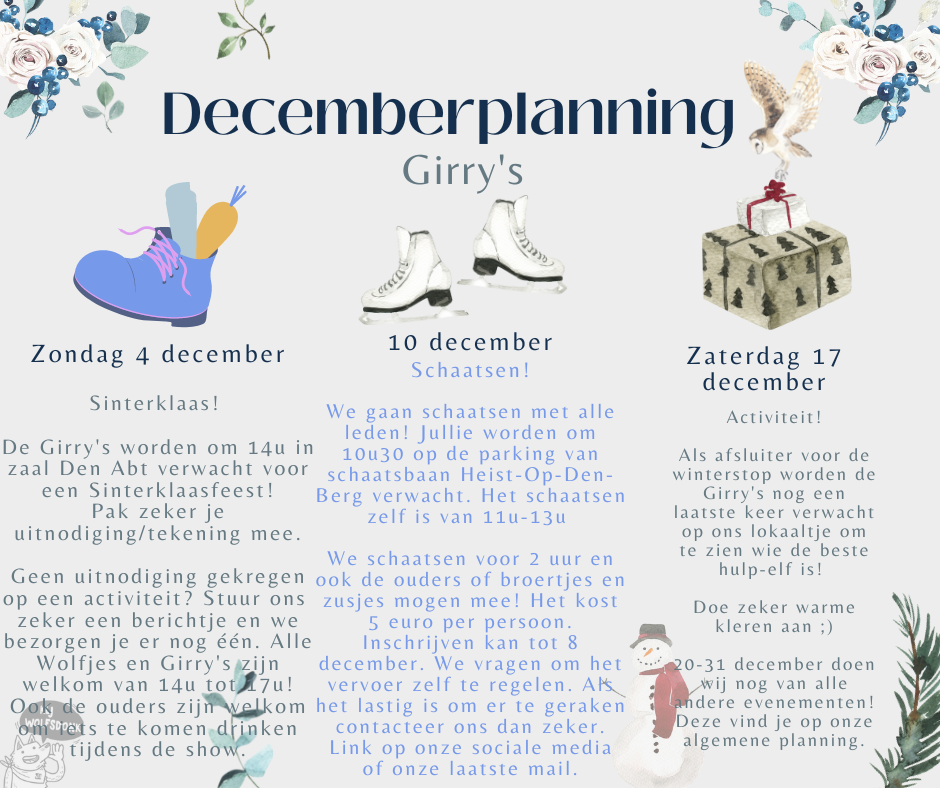 Decemberplanning
Girry's
Zondag 4 december
Sinterklaas!
De Girry's worden om 14u in
zaal Den Abt verwacht voor
een Sinterklaasfeest!
Pak zeker je
uitnodiging/tekening mee.
Geen uitnodiging gekregen
op een activiteit? Stuur ons
zeker een berichtje en we
bezorgen je er nog één. Alle
Wolfjes en Girry's zijn
welkom van 14u tot 17u!
Ook de ouders zijn welkom
om iets te komen drinken
tijdens de show.
WOLFSDOEK
10 december
Schaatsen!
We gaan schaatsen met alle
leden! Jullie worden om
10u30 op de parking van
schaatsbaan Heist-Op-Den-
Berg verwacht. Het schaatsen
zelf is van 11u-13u
We schaatsen voor 2 uur en
ook de ouders of broertjes en
zusjes mogen mee! Het kost
5 euro per persoon.
Inschrijven kan tot 8
december. We vragen om het
vervoer zelf te regelen. Als
het lastig is om er te geraken
contacteer ons dan zeker.
Link op onze sociale media
of onze laatste mail.
Zaterdag 17
december
Activiteit!
Als afsluiter voor de
winterstop worden de
Girry's nog een
laatste keer verwacht
op ons lokaaltje om
te zien wie de beste
hulp-elf is!
Doe zeker warme
kleren aan ;)
20-31 december doen
wij nog van alle
andere evenementen!
Deze vind je op onze
algemene planning.